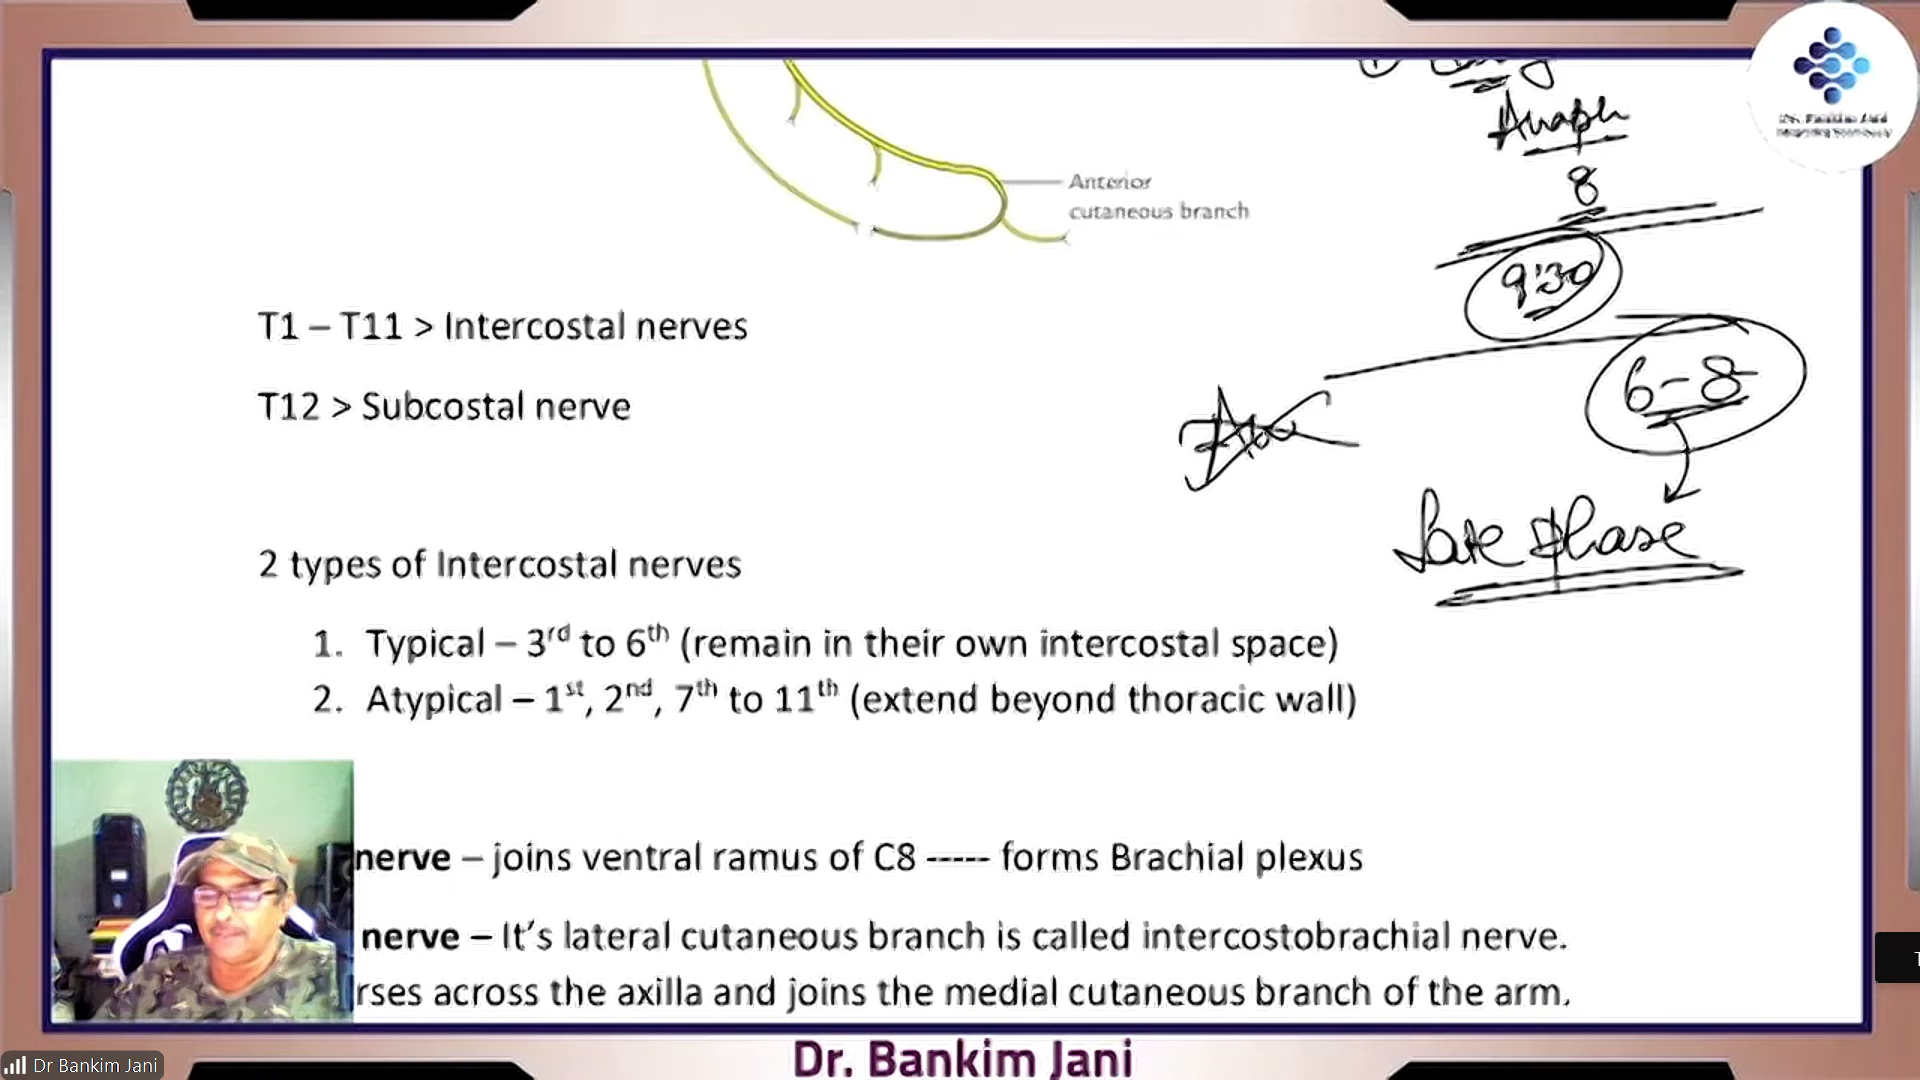 Anterior
cutaneous branch
Anaph
8
9:30
6-8
Late Phase
T1 – T11 > Intercostal nerves
T12 > Subcostal nerve
2 types of Intercostal nerves
1. Typical – 3rd to 6th (remain in their own intercostal space)
2. Atypical – 1st, 2nd, 7th to 11th (extend beyond thoracic wall)
nerve – joins ventral ramus of C8 ----- forms Brachial plexus
nerve – It’s lateral cutaneous branch is called intercostobrachial nerve.
rses across the axilla and joins the medial cutaneous branch of the arm.
Dr. Bankim Jani
Dr. Bankim Jani
Dr Bankim Jani